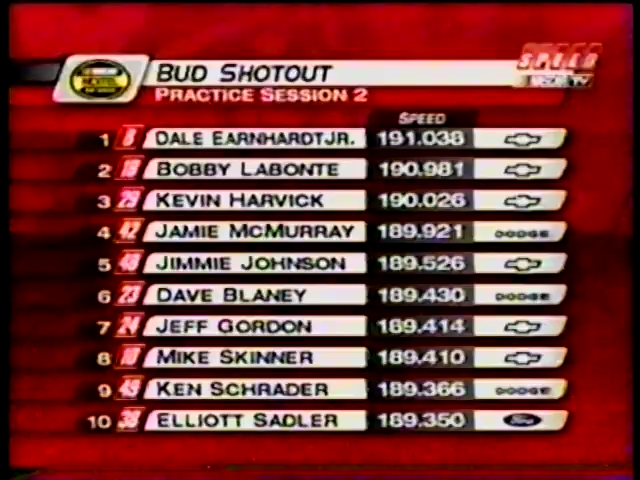 BUD SHOOTOUT
SPEED
PRACTICE SESSION 2
SPEED
1 8 DALE EARNHARDT JR. 191.038
2 18 BOBBY LABONTE 190.981
3 29 KEVIN HARVICK 190.026
4 42 JAMIE MCMURRAY 189.921 DODGE
5 48 JIMMIE JOHNSON 189.526
6 23 DAVE BLANEY 189.430 DODGE
7 24 JEFF GORDON 189.414
8 10 MIKE SKINNER 189.410
9 49 KEN SCHRADER 189.366 DODGE
10 38 ELLIOTT SADLER 189.350 Ford